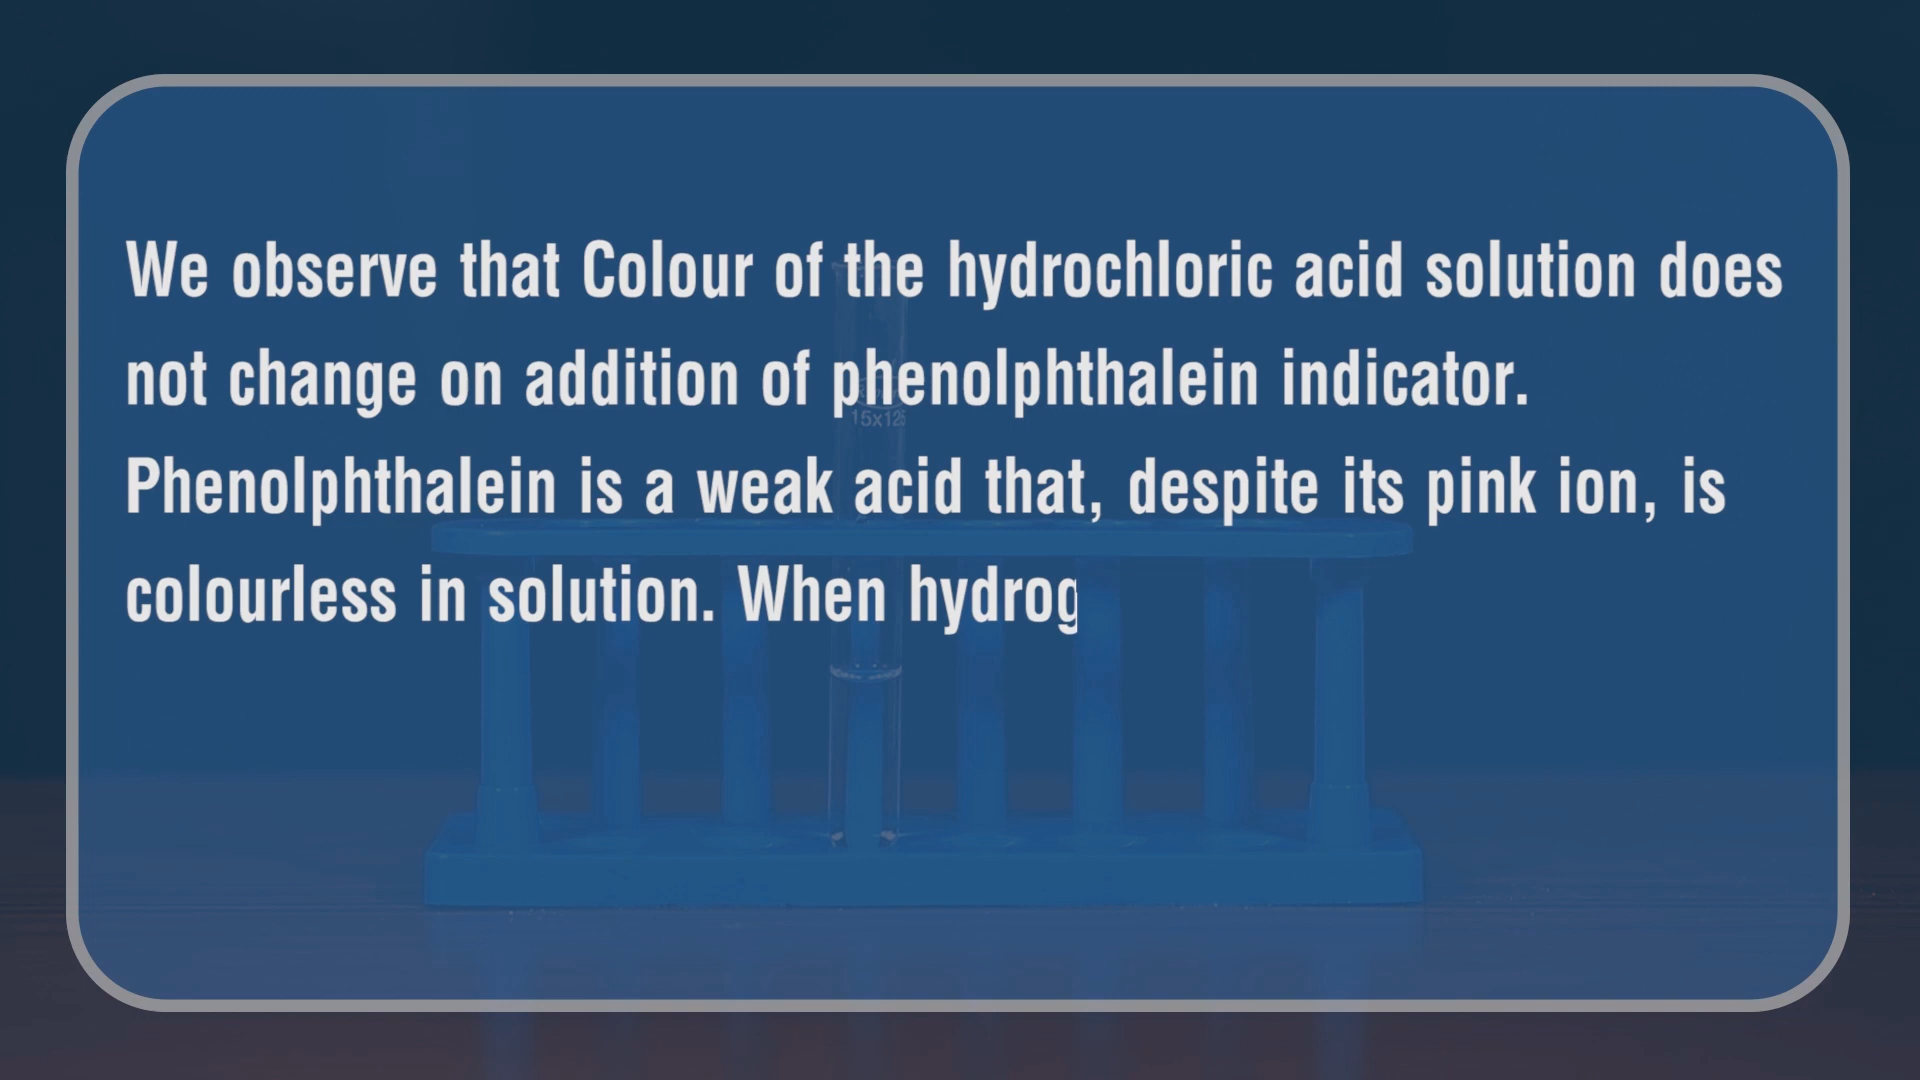 We observe that Colour of the hydrochloric acid solution does
not change on addition of phenolphthalein indicator.
15x125
Phenolphthalein is a weak acid that, despite its pink ion, is
colourless in solution. When hydrog